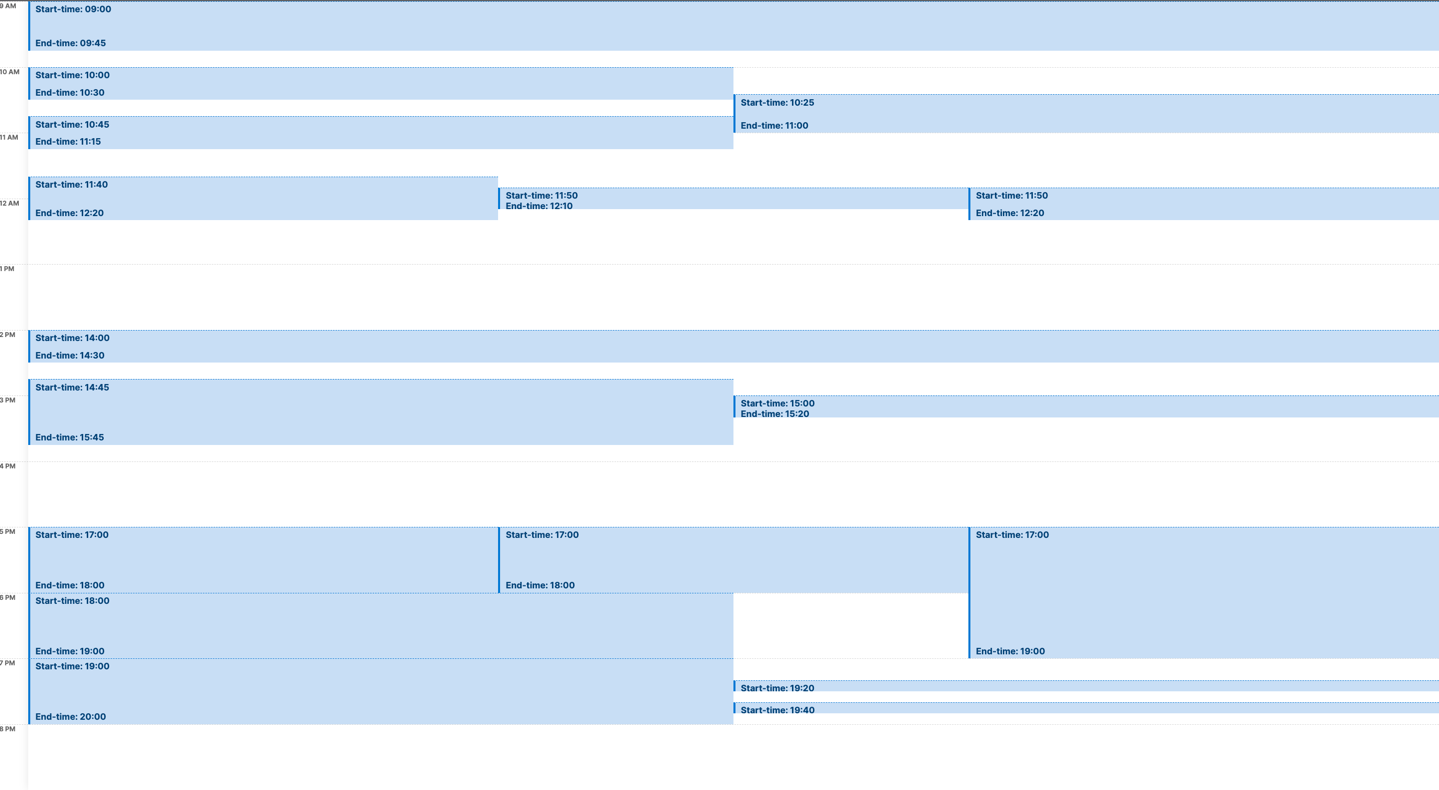 9 AM
Start-time: 09:00
End-time: 09:45
10 AM
Start-time: 10:00
End-time: 10:30
Start-time: 10:25
End-time: 11:00
Start-time: 10:45
11 AM
End-time: 11:15
Start-time: 11:40
Start-time: 11:50
Start-time: 11:50
12 AM
End-time: 12:10
End-time: 12:20
End-time: 12:20
1 PM
2 PM
Start-time: 14:00
End-time: 14:30
Start-time: 14:45
3 PM
Start-time: 15:00
End-time: 15:20
End-time: 15:45
4 PM
5 PM
Start-time: 17:00
Start-time: 17:00
Start-time: 17:00
End-time: 18:00
End-time: 18:00
6 PM
Start-time: 18:00
End-time: 19:00
End-time: 19:00
7 PM
Start-time: 19:00
Start-time: 19:20
Start-time: 19:40
End-time: 20:00
8 PM